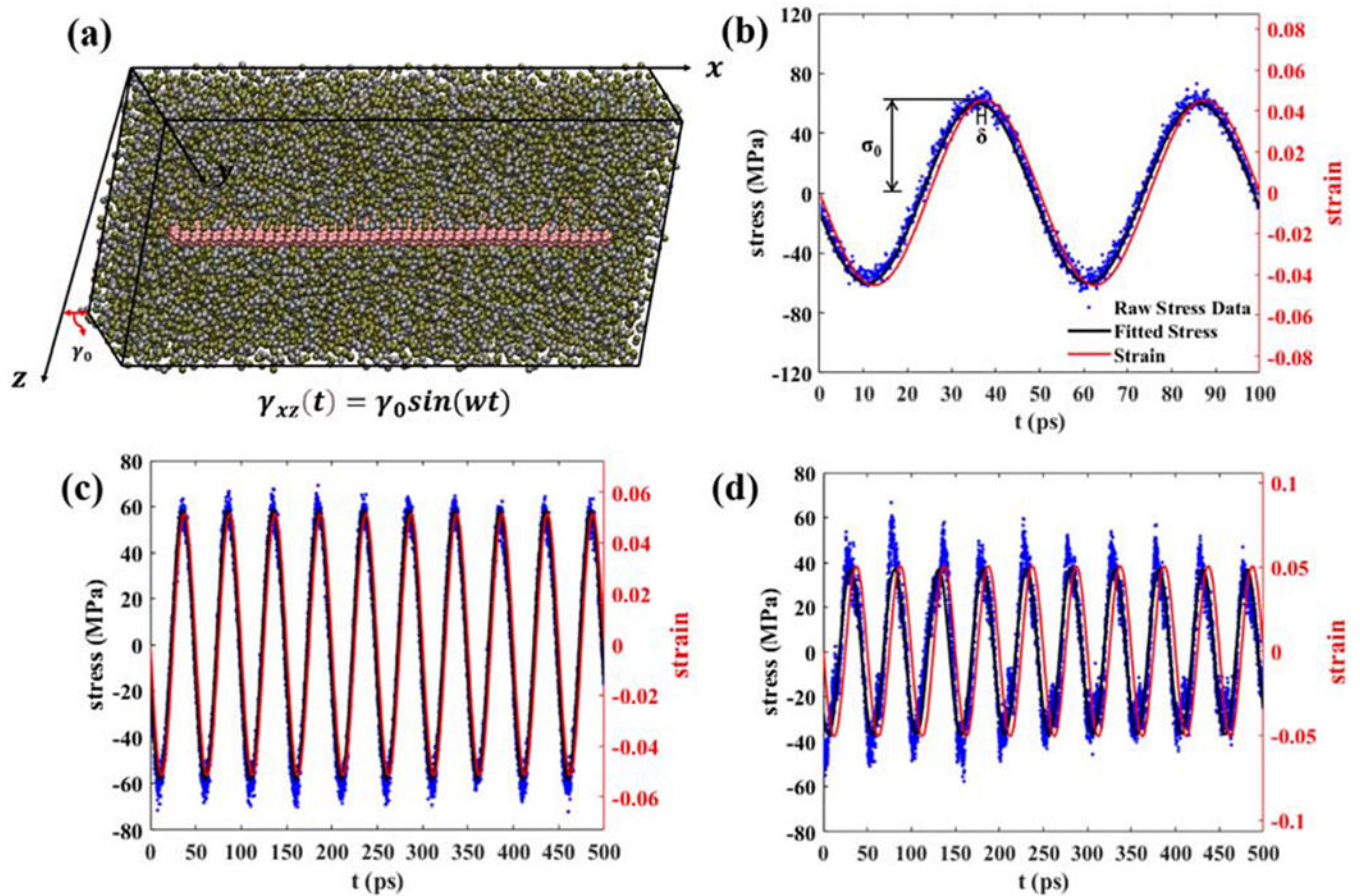 (a)
x
y
z
γ₀
γₓz(t) = γ₀sin(wt)
(b)
120
80
40
0
-40
-80
-120
stress (MPa)
σ₀
δ
Raw Stress Data
Fitted Stress
Strain
0.08
0.06
0.04
0.02
0
-0.02
-0.04
-0.06
-0.08
strain
0 10 20 30 40 50 60 70 80 90 100
t (ps)
(c)
80
60
40
20
0
-20
-40
-60
-80
stress (MPa)
0.06
0.04
0.02
0
-0.02
-0.04
-0.06
strain
0 50 100 150 200 250 300 350 400 450 500
t (ps)
(d)
80
60
40
20
0
-20
-40
-60
-80
stress (MPa)
0.1
0.05
0
-0.05
-0.1
strain
0 50 100 150 200 250 300 350 400 450 500
t (ps)